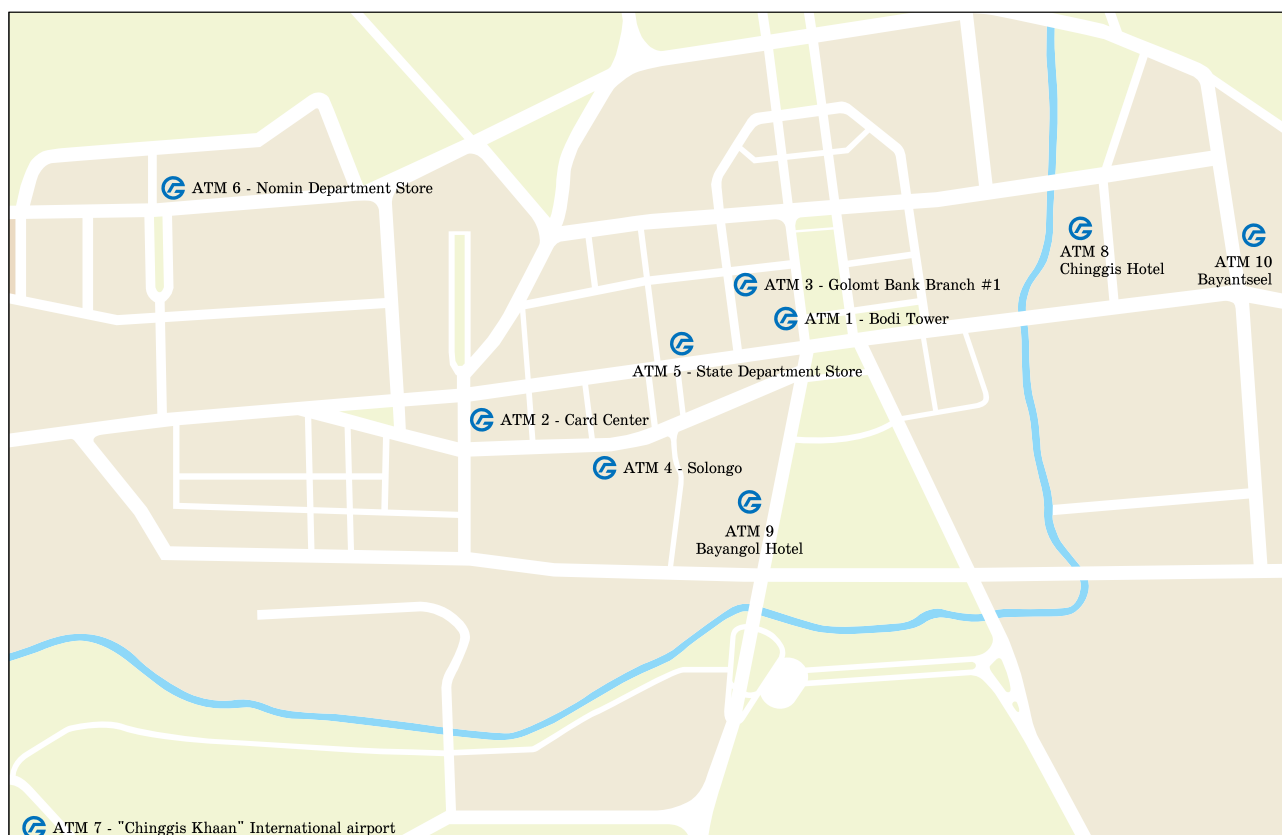 ATM 6 - Nomin Department Store
ATM 8
Chinggis Hotel
ATM 10
Bayantseel
ATM 3 - Golomt Bank Branch #1
ATM 1 - Bodi Tower
ATM 5 - State Department Store
ATM 2 - Card Center
ATM 4 - Solongo
ATM 9
Bayangol Hotel
ATM 7 - "Chinggis Khaan" International airport